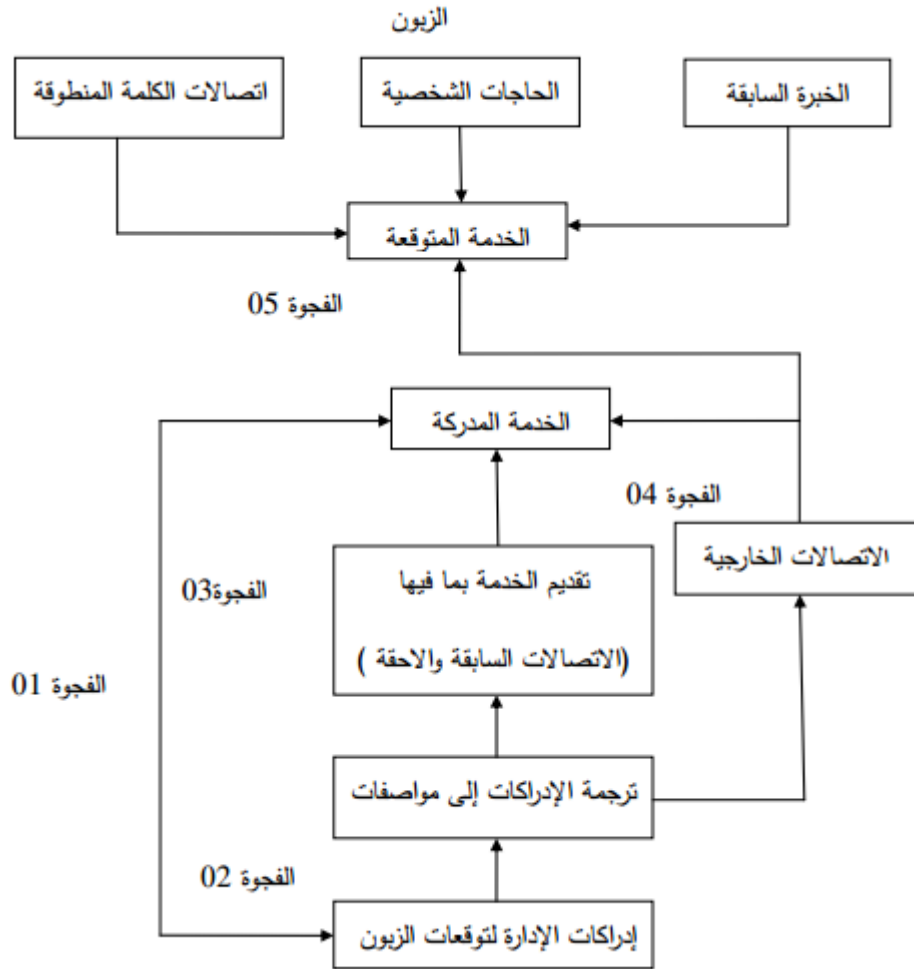 الزبون
الخبرة السابقة
الحاجات الشخصية
اتصالات الكلمة المنطوقة
الخدمة المتوقعة
الفجوة 05
الخدمة المدركة
الفجوة 04
الاتصالات الخارجية
تقديم الخدمة بما فيها
(الاتصالات السابقة والاحقة )
الفجوة03
الفجوة 01
ترجمة الإدراكات إلى مواصفات
الفجوة 02
إدراكات الإدارة لتوقعات الزبون